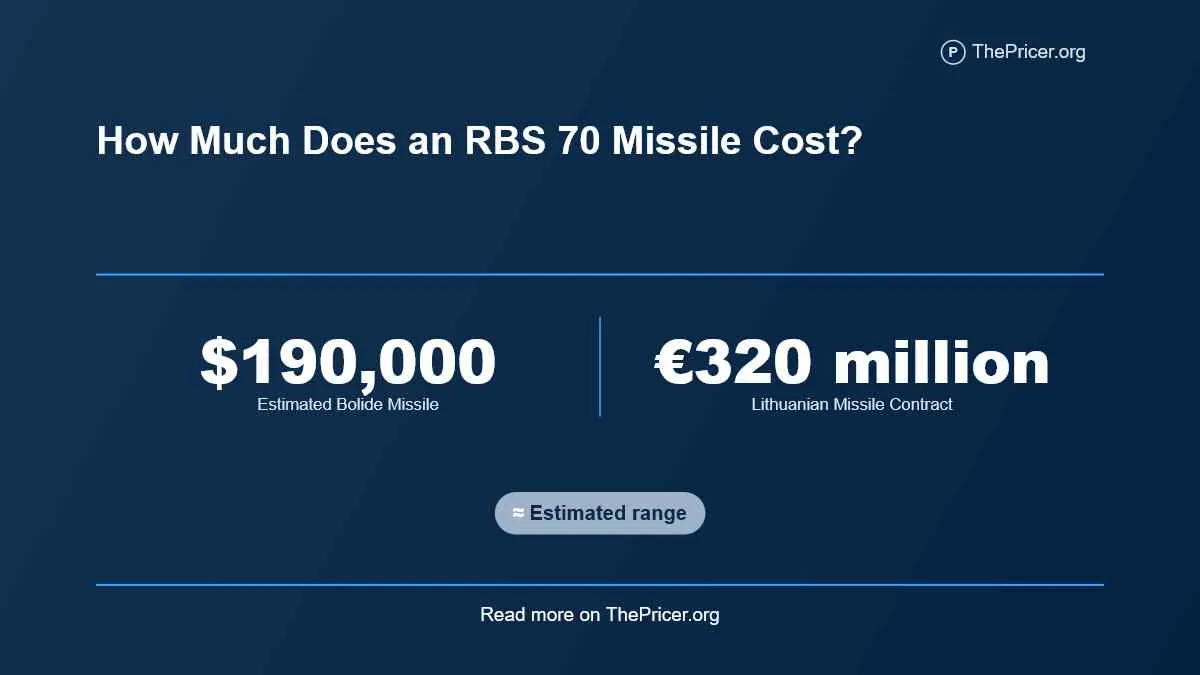 P ThePricer.org
How Much Does an RBS 70 Missile Cost?
$190,000
Estimated Bolide Missile
€320 million
Lithuanian Missile Contract
≈ Estimated range
Read more on ThePricer.org